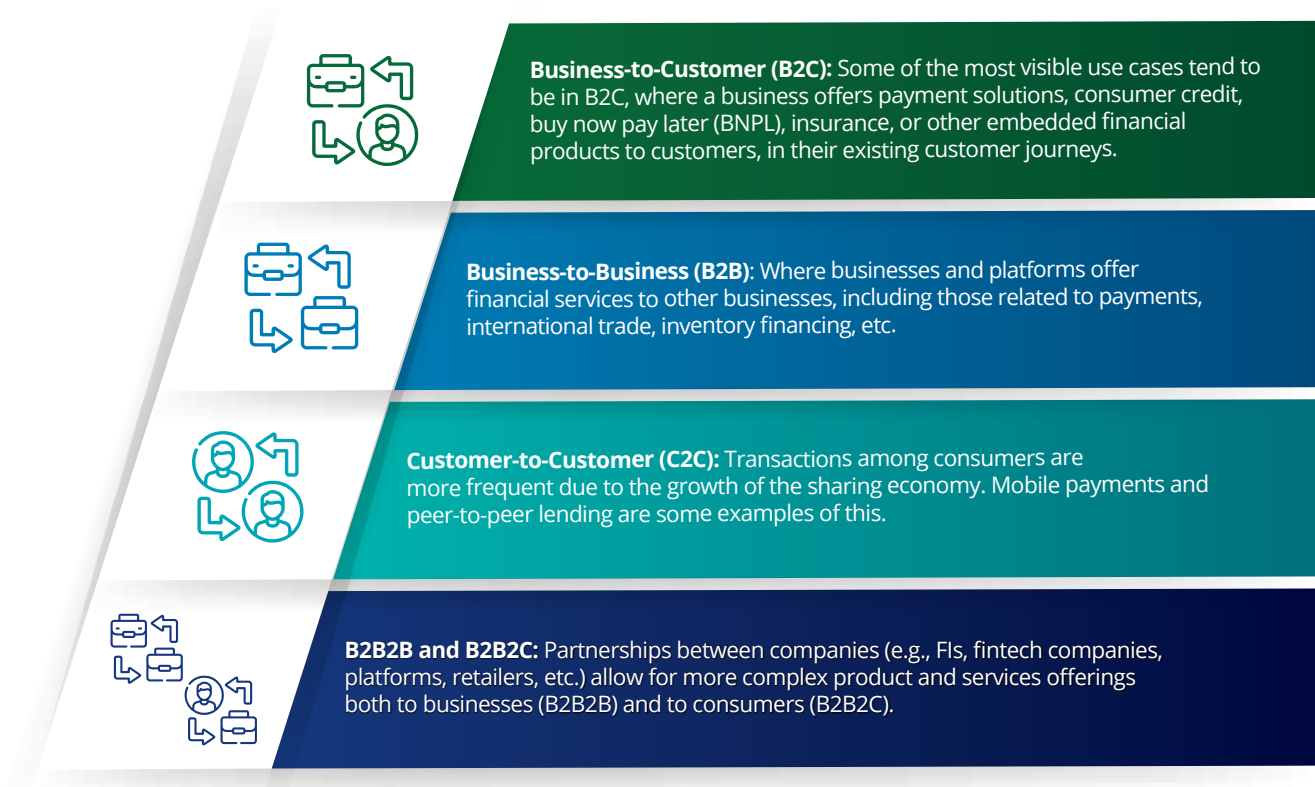 Business-to-Customer (B2C): Some of the most visible use cases tend to
be in B2C, where a business offers payment solutions, consumer credit,
buy now pay later (BNPL), insurance, or other embedded financial
products to customers, in their existing customer journeys.
Business-to-Business (B2B): Where businesses and platforms offer
financial services to other businesses, including those related to payments,
international trade, inventory financing, etc.
Customer-to-Customer (C2C): Transactions among consumers are
more frequent due to the growth of the sharing economy. Mobile payments and
peer-to-peer lending are some examples of this.
B2B2B and B2B2C: Partnerships between companies (e.g., FIs, fintech companies,
platforms, retailers, etc.) allow for more complex product and services offerings
both to businesses (B2B2B) and to consumers (B2B2C).